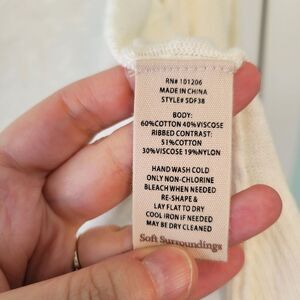 RN# 101206
MADE IN CHINA
STYLE# SDF38
BODY:
60%COTTON 40%VISCOSE
RIBBED CONTRAST:
51%COTTON
30%VISCOSE 19%NYLON
HAND WASH COLD
ONLY NON-CHLORINE
BLEACH WHEN NEEDED
RE-SHAPE &
LAY FLAT TO DRY
COOL IRON IF NEEDED
MAY BE DRY CLEANED
Soft Surroundings